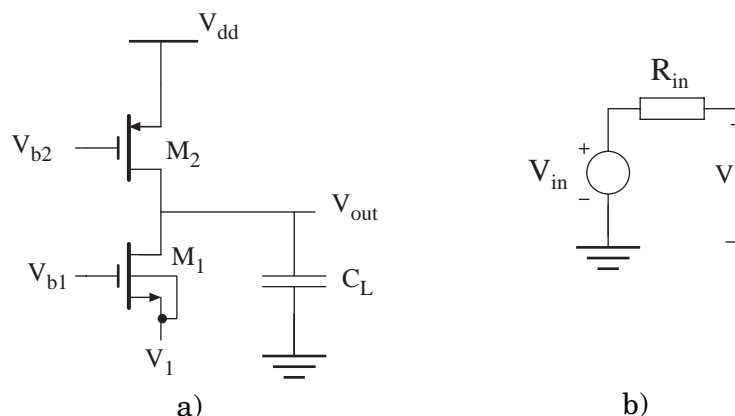 V_dd
V_b2
M_2
V_out
V_b1
M_1
C_L
V_1
a)
R_in
+
V_in
−
−
V
−
b)